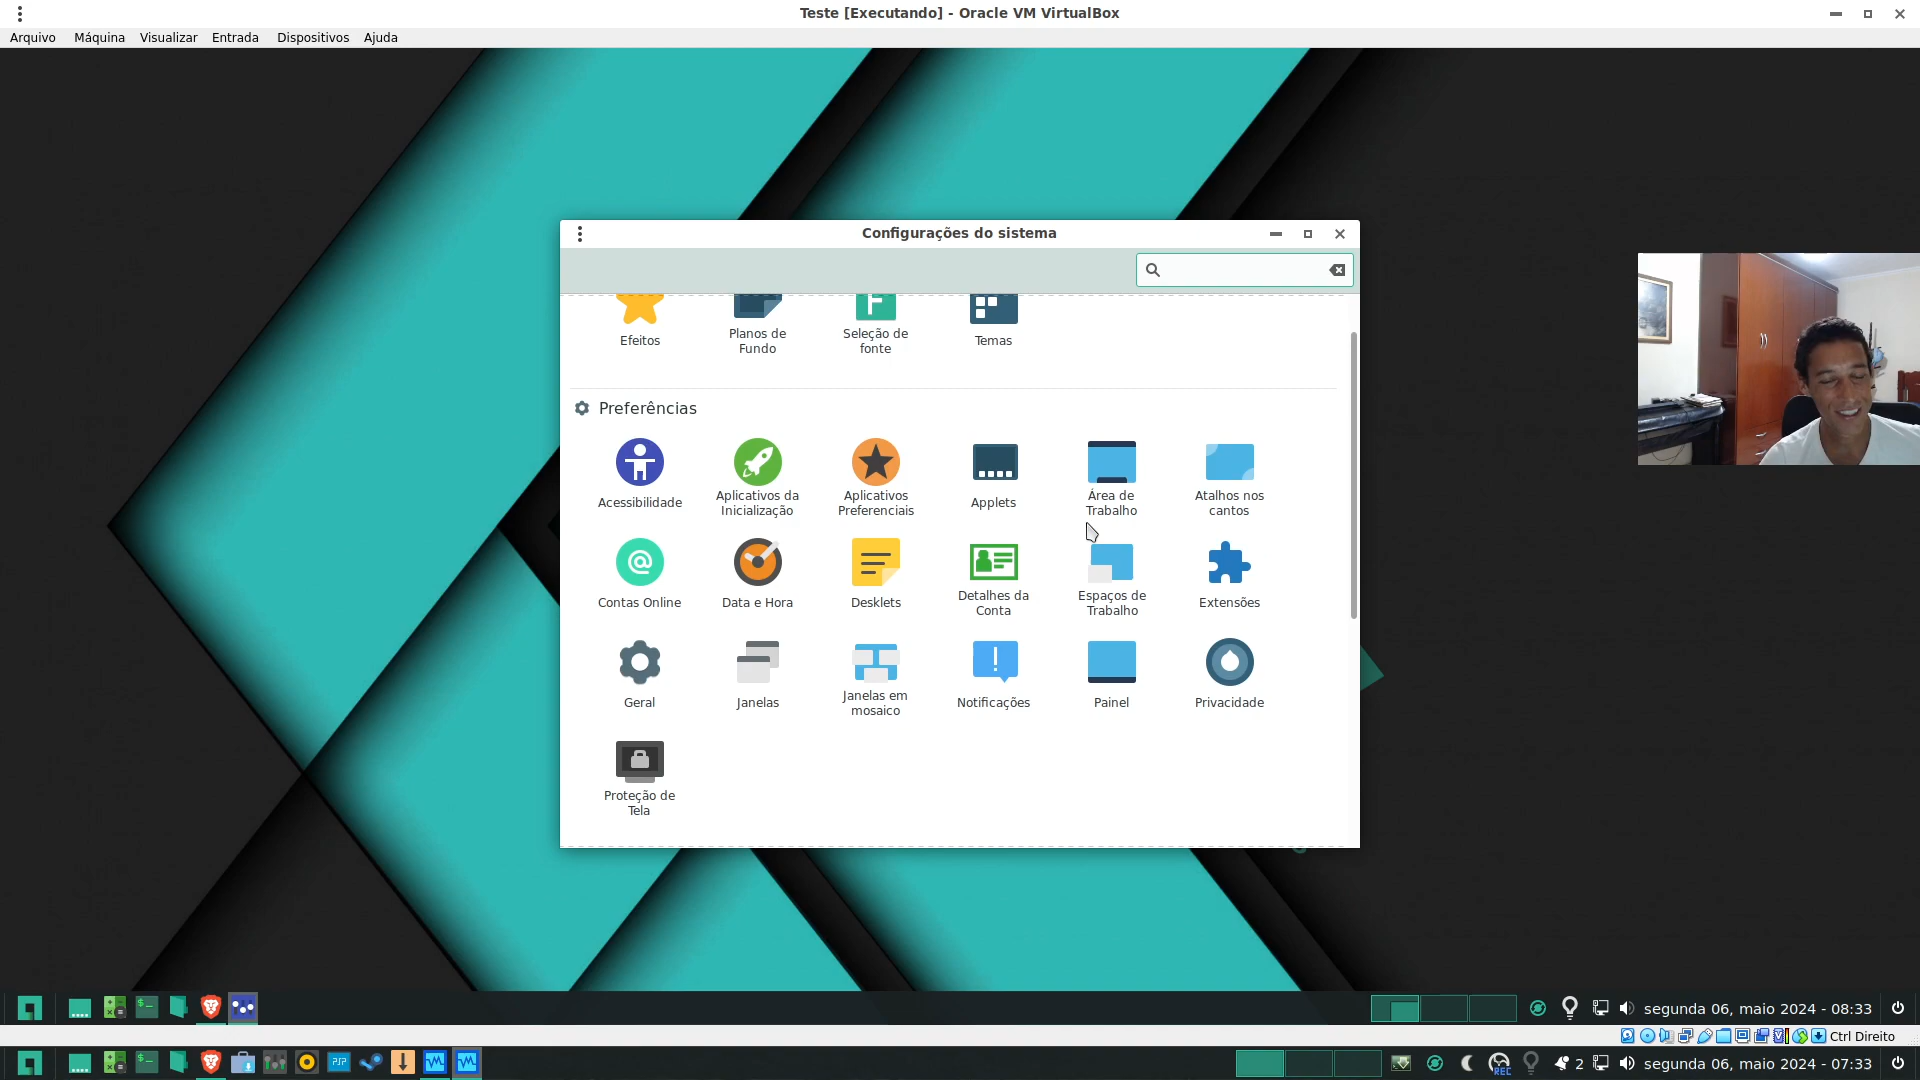 Teste [Executando] - Oracle VM VirtualBox
Arquivo Máquina Visualizar Entrada Dispositivos Ajuda
Configurações do sistema
Efeitos
Planos de
Fundo
Seleção de
fonte
Temas
Preferências
Acessibilidade
Aplicativos da
Inicialização
Aplicativos
Preferenciais
Applets
Área de
Trabalho
Atalhos nos
cantos
Contas Online
Data e Hora
Desklets
Detalhes da
Conta
Espaços de
Trabalho
Extensões
Geral
Janelas
Janelas em
mosaico
Notificações
Painel
Privacidade
Proteção de
Tela
segunda 06, maio 2024 - 08:33
Ctrl Direito
PSP
REC
2
segunda 06, maio 2024 - 07:33